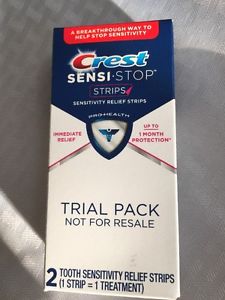 A BREAKTHROUGH WAY TO
HELP STOP SENSITIVITY
Crest
SENSI·STOP®
STRIPS
SENSITIVITY RELIEF STRIPS
PRO-HEALTH
IMMEDIATE
RELIEF
UP TO
1 MONTH
PROTECTION*
TRIAL PACK
NOT FOR RESALE
2 TOOTH SENSITIVITY RELIEF STRIPS
(1 STRIP = 1 TREATMENT)